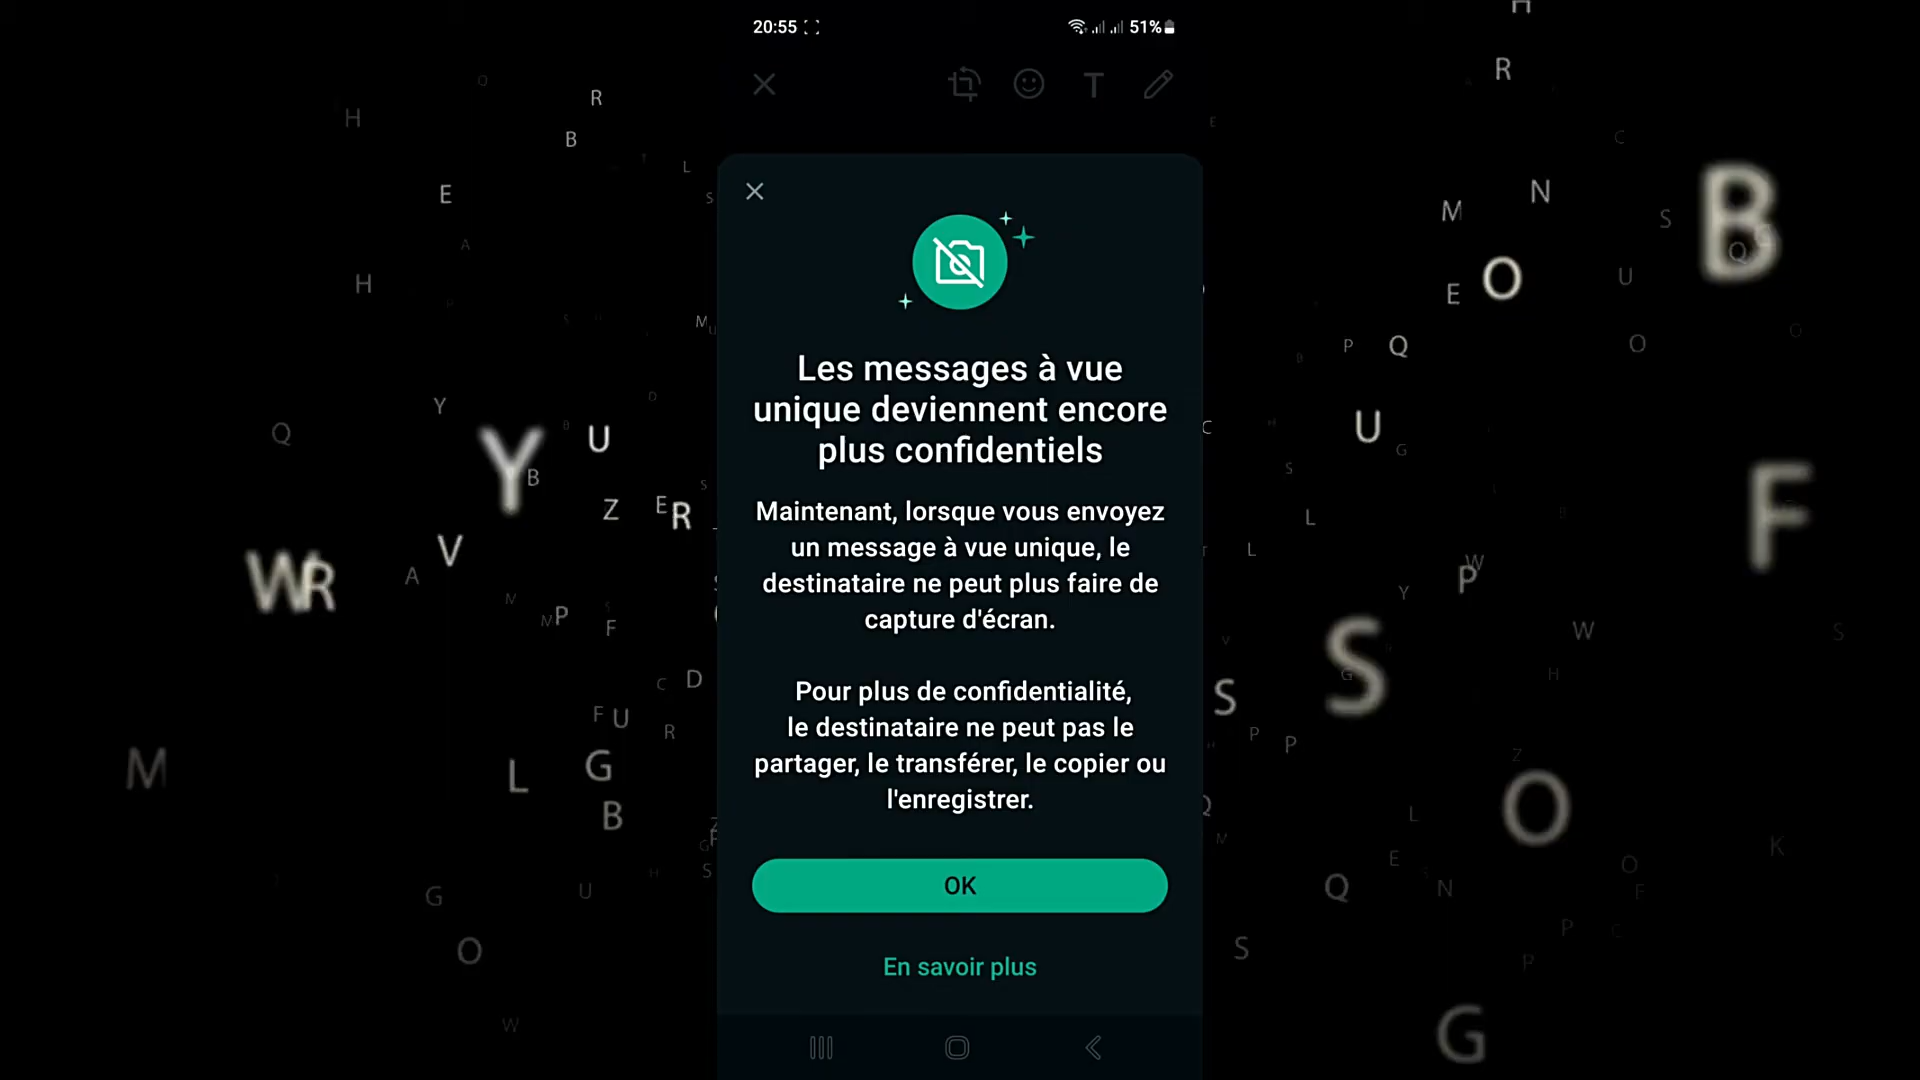 20:55
51%
T
Les messages à vue
unique deviennent encore
plus confidentiels
Maintenant, lorsque vous envoyez
un message à vue unique, le
destinataire ne peut plus faire de
capture d'écran.
Pour plus de confidentialité,
le destinataire ne peut pas le
partager, le transférer, le copier ou
l'enregistrer.
OK
En savoir plus